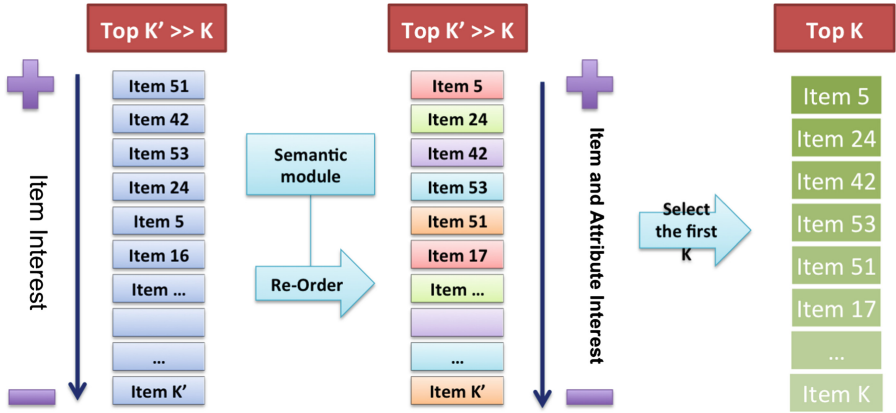 Top K' >> K
Item Interest
Item 51
Item 42
Item 53
Item 24
Item 5
Item 16
Item ...
...
Item K'
Semantic
module
Re-Order
Top K' >> K
Item 5
Item 24
Item 42
Item 53
Item 51
Item 17
Item ...
...
Item K'
Item and Attribute Interest
Select
the first
K
Top K
Item 5
Item 24
Item 42
Item 53
Item 51
Item 17
...
Item K